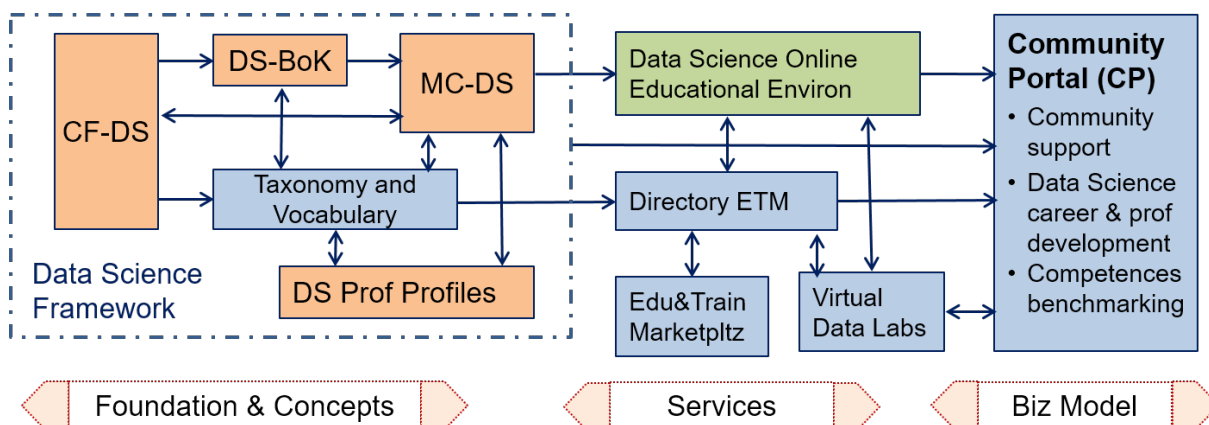 CF-DS
DS-BoK
MC-DS
Taxonomy and
Vocabulary
DS Prof Profiles
Data Science
Framework
Data Science Online
Educational Environ
Directory ETM
Edu&Train
Marketpltz
Virtual
Data Labs
Community
Portal (CP)
• Community
support
• Data Science
career & prof
development
• Competences
benchmarking
Foundation & Concepts
Services
Biz Model